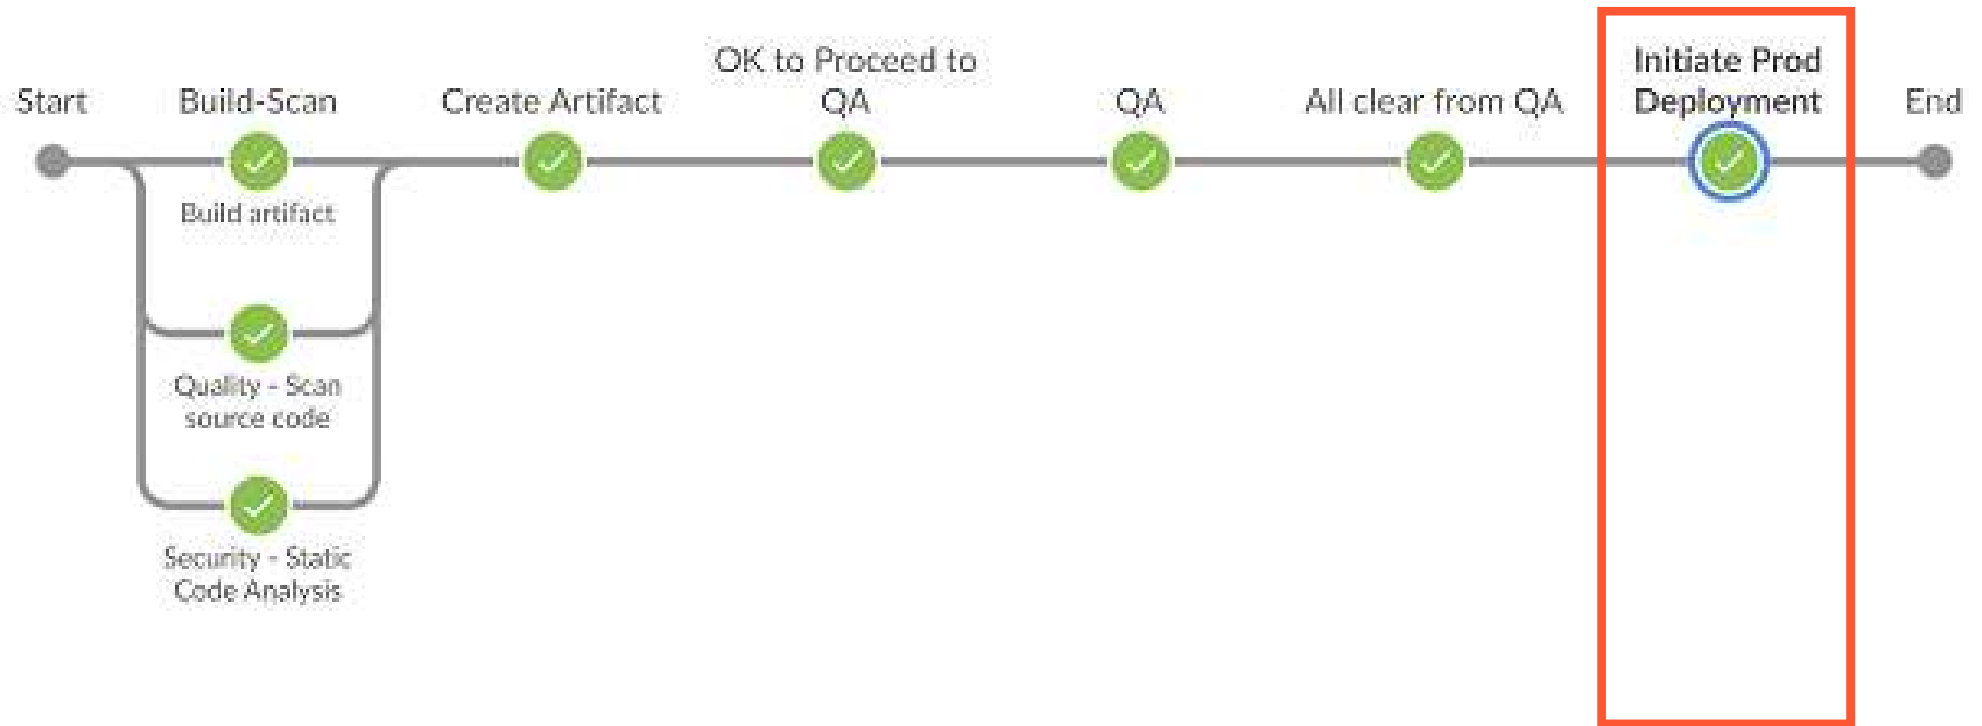 Start
Build-Scan
Create Artifact
OK to Proceed to
QA
QA
All clear from QA
Initiate Prod
Deployment
End
Build artifact
Quality - Scan
source code
Security - Static
Code Analysis